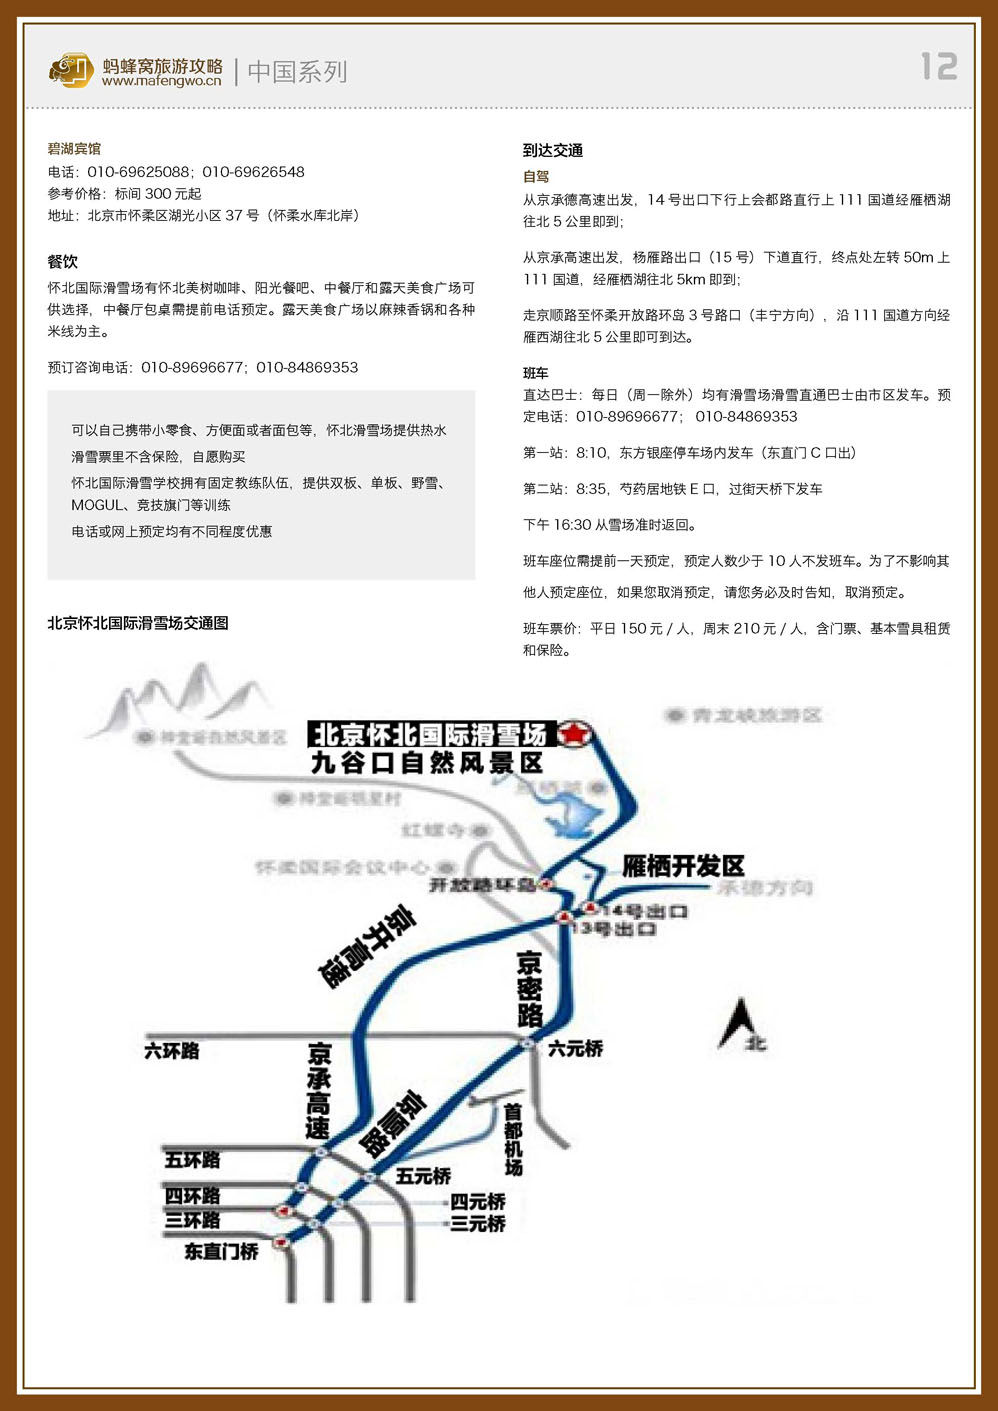 蚂蜂窝旅游攻略
www.mafengwo.cn
中国系列
12
碧湖宾馆
电话：010-69625088；010-69626548
参考价格：标间 300 元起
地址：北京市怀柔区湖光小区 37 号（怀柔水库北岸）
餐饮
怀北国际滑雪场有怀北美树咖啡、阳光餐吧、中餐厅和露天美食广场可
供选择，中餐厅包桌需提前电话预定。露天美食广场以麻辣香锅和各种
米线为主。
预订咨询电话：010-89696677；010-84869353
可以自己携带小零食、方便面或者面包等，怀北滑雪场提供热水
滑雪票里不含保险，自愿购买
怀北国际滑雪学校拥有固定教练队伍，提供双板、单板、野雪、
MOGUL、竞技旗门等训练
电话或网上预定均有不同程度优惠
到达交通
自驾
从京承德高速出发，14 号出口下行上会都路直行上 111 国道经雁栖湖
往北 5 公里即到；
从京承高速出发，杨雁路出口（15 号）下道直行，终点处左转 50m 上
111 国道，经雁栖湖往北 5km 即到；
走京顺路至怀柔开放路环岛 3 号路口（丰宁方向），沿 111 国道方向经
雁西湖往北 5 公里即可到达。
班车
直达巴士：每日（周一除外）均有滑雪场滑雪直通巴士由市区发车。预
定电话：010-89696677； 010-84869353
第一站：8:10，东方银座停车场内发车（东直门 C 口出）
第二站：8:35，芍药居地铁 E 口，过街天桥下发车
下午 16:30 从雪场准时返回。
班车座位需提前一天预定，预定人数少于 10 人不发班车。为了不影响其
他人预定座位，如果您取消预定，请您务必及时告知，取消预定。
班车票价：平日 150 元 / 人，周末 210 元 / 人，含门票、基本雪具租赁
和保险。
北京怀北国际滑雪场交通图
青龙峡旅游区
神堂峪自然风景区
北京怀北国际滑雪场
九谷口自然风景区
雁栖湖
神堂峪明星村
红螺寺
怀柔国际会议中心
雁栖开发区
开放路环岛
承德方向
14号出口
13号出口
京开高速
京密路
北
六环路
六元桥
京承高速
京顺路
首都机场
五环路
五元桥
四环路
四元桥
三环路
三元桥
东直门桥